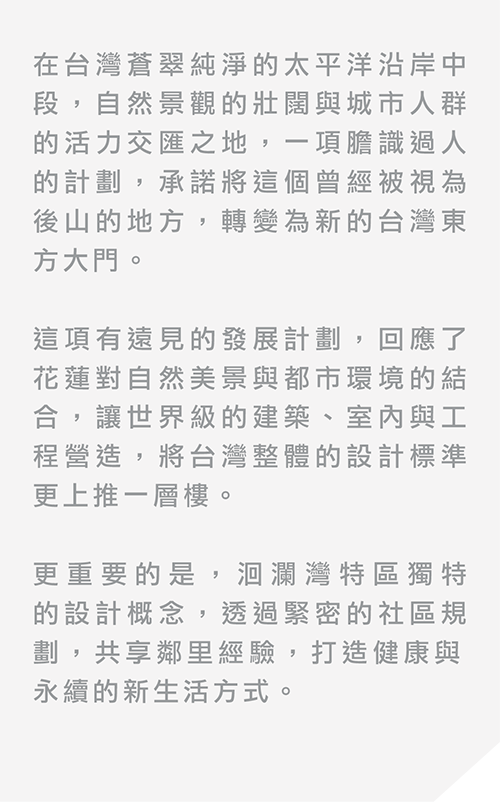 在台灣蒼翠純淨的太平洋沿岸中
段，自然景觀的壯闊與城市人群
的活力交匯之地，一項膽識過人
的計劃，承諾將這個曾經被視為
後山的地方，轉變為新的台灣東
方大門。
這項有遠見的發展計劃，回應了
花蓮對自然美景與都市環境的結
合，讓世界級的建築、室內與工
程營造，將台灣整體的設計標準
更上推一層樓。
更重要的是，洄瀾灣特區獨特
的設計概念，透過緊密的社區規
劃，共享鄰里經驗，打造健康與
永續的新生活方式。